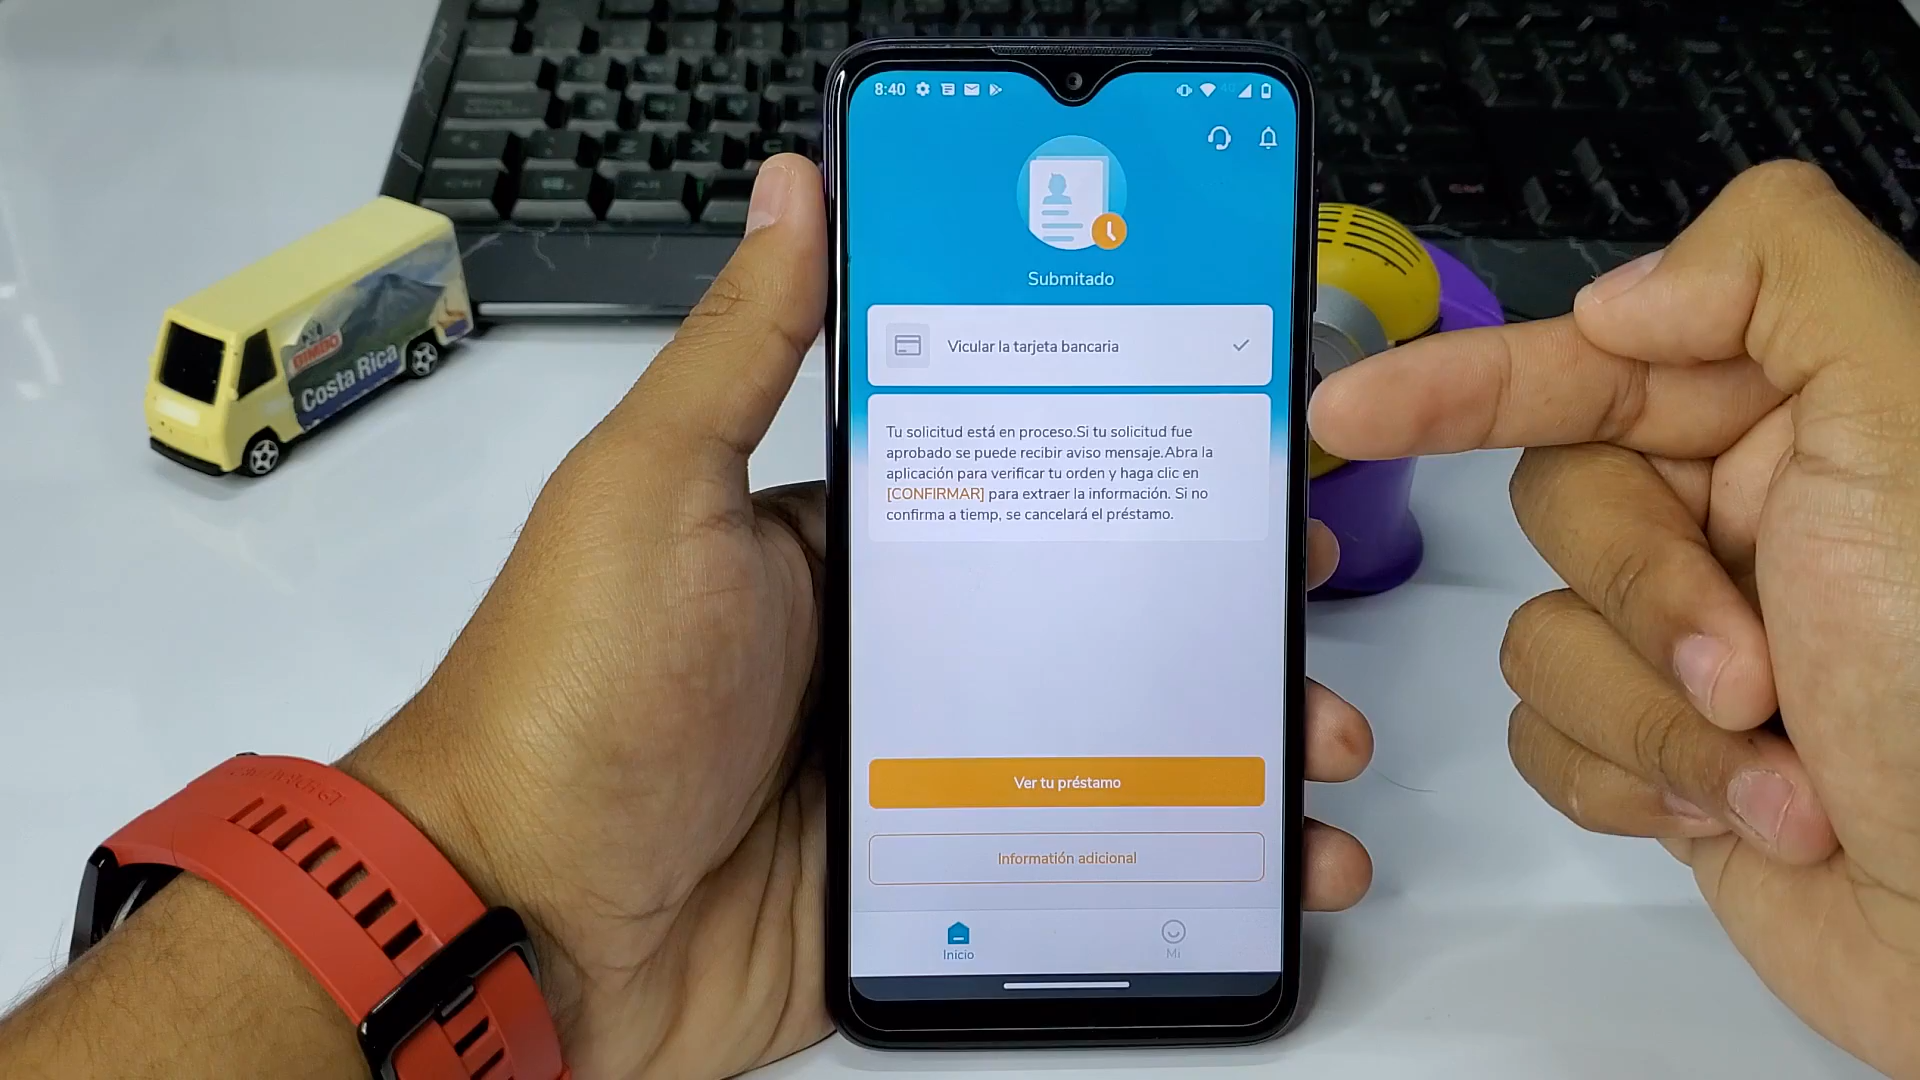 8:40
Submitado
Vicular la tarjeta bancaria
Tu solicitud está en proceso.Si tu solicitud fue
aprobado se puede recibir aviso mensaje.Abra la
aplicación para verificar tu orden y haga clic en
[CONFIRMAR] para extraer la información. Si no
confirma a tiemp, se cancelará el préstamo.
Ver tu préstamo
Informatión adicional
Inicio
Mi
BIMBO
Costa Rica
Z
X
C